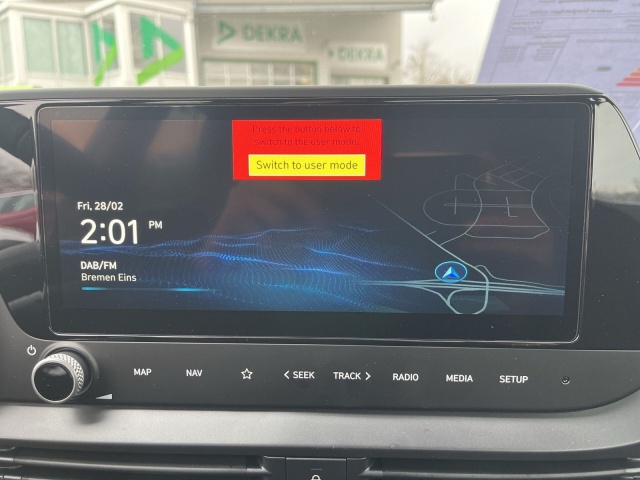 DEKRA
DEKRA
Press the button below to
switch to the user mode.
Switch to user mode
Fri, 28/02
2:01 PM
DAB/FM
Bremen Eins
MAP
NAV
< SEEK
TRACK >
RADIO
MEDIA
SETUP